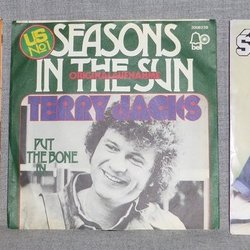 US
No1
SEASONS
IN THE SUN
ORIGINALAUFNAHME
TERRY JACKS
bell
PUT
THE BONE
IN
S